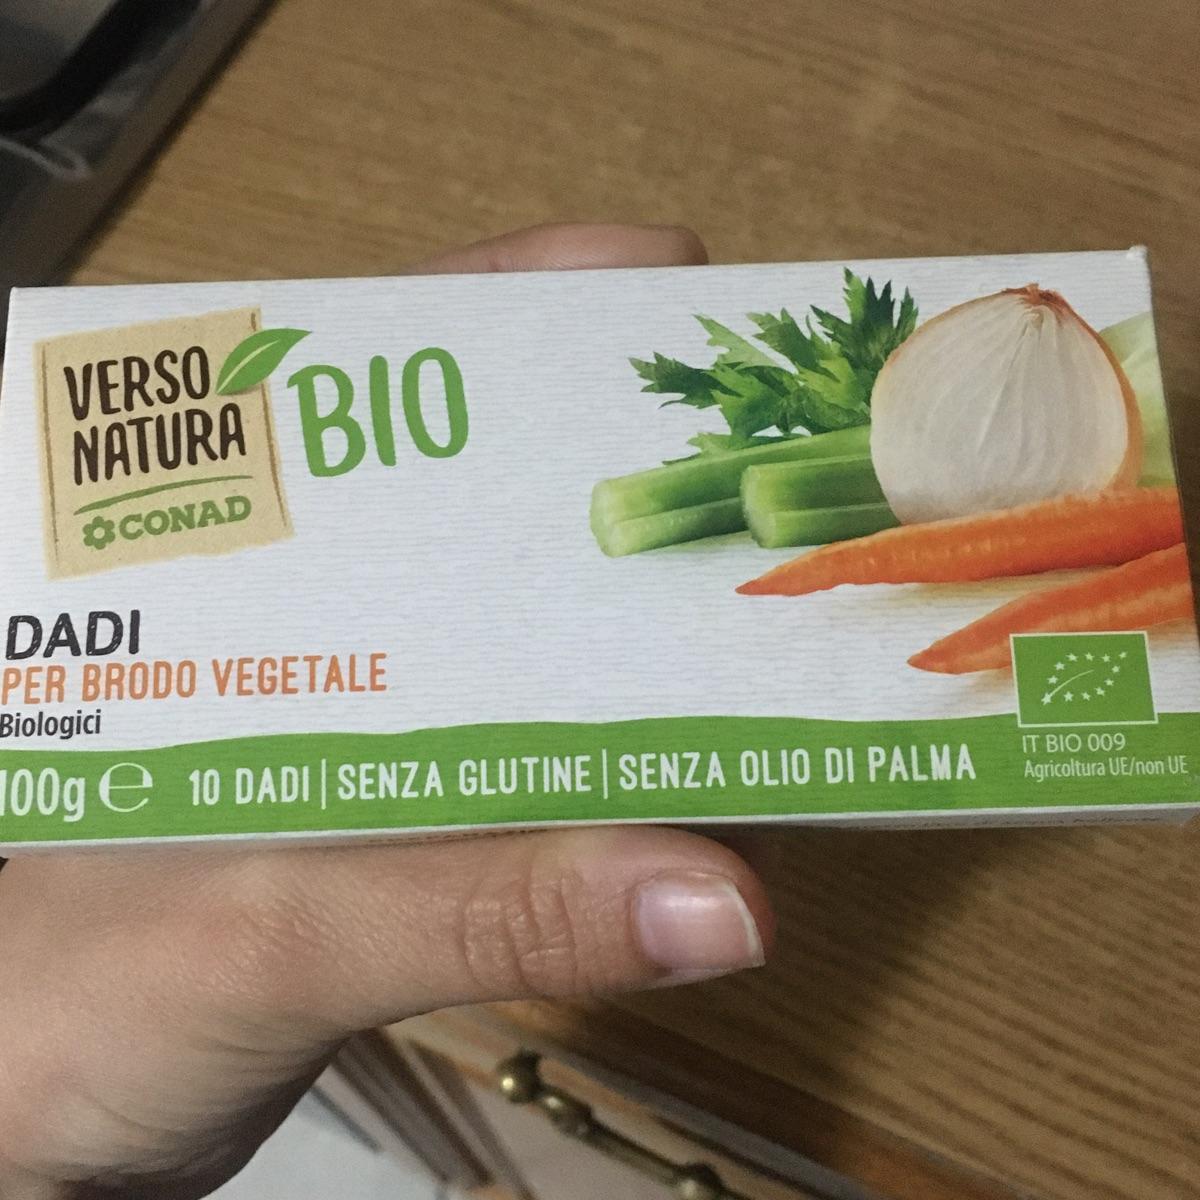 VERSO
NATURA
CONAD
BIO
DADI
PER BRODO VEGETALE
Biologici
100g e 10 DADI | SENZA GLUTINE | SENZA OLIO DI PALMA
IT BIO 009
Agricoltura UE/non UE